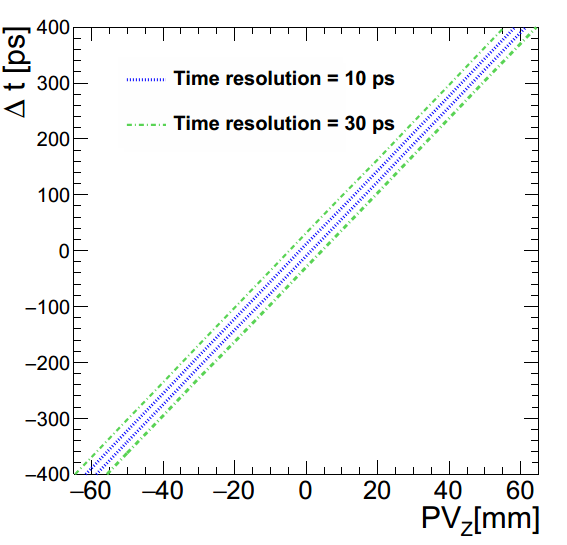 Δ t [ps]
400
300
200
100
0
−100
−200
−300
−400
Time resolution = 10 ps
Time resolution = 30 ps
−60 −40 −20 0 20 40 60
PVZ[mm]